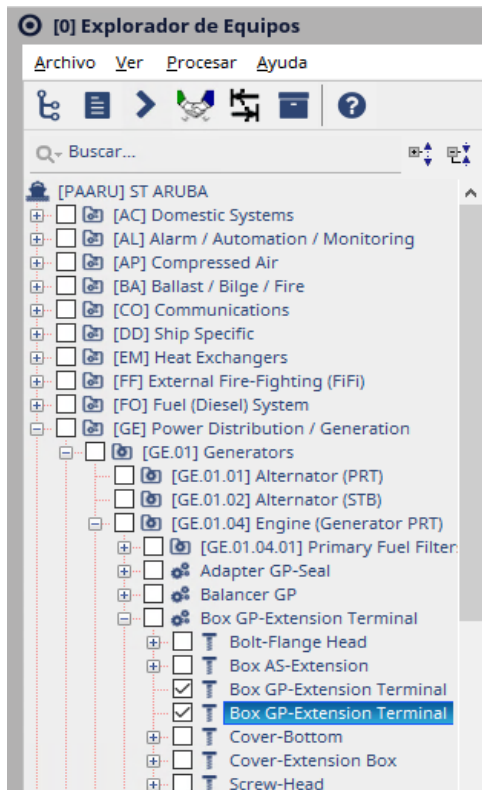 [0] Explorador de Equipos
Archivo Ver Procesar Ayuda
Buscar...
[PAARU] ST ARUBA
[AC] Domestic Systems
[AL] Alarm / Automation / Monitoring
[AP] Compressed Air
[BA] Ballast / Bilge / Fire
[CO] Communications
[DD] Ship Specific
[EM] Heat Exchangers
[FF] External Fire-Fighting (FiFi)
[FO] Fuel (Diesel) System
[GE] Power Distribution / Generation
[GE.01] Generators
[GE.01.01] Alternator (PRT)
[GE.01.02] Alternator (STB)
[GE.01.04] Engine (Generator PRT)
[GE.01.04.01] Primary Fuel Filter
Adapter GP-Seal
Balancer GP
Box GP-Extension Terminal
Bolt-Flange Head
Box AS-Extension
Box GP-Extension Terminal
Box GP-Extension Terminal
Cover-Bottom
Cover-Extension Box
Screw-Head